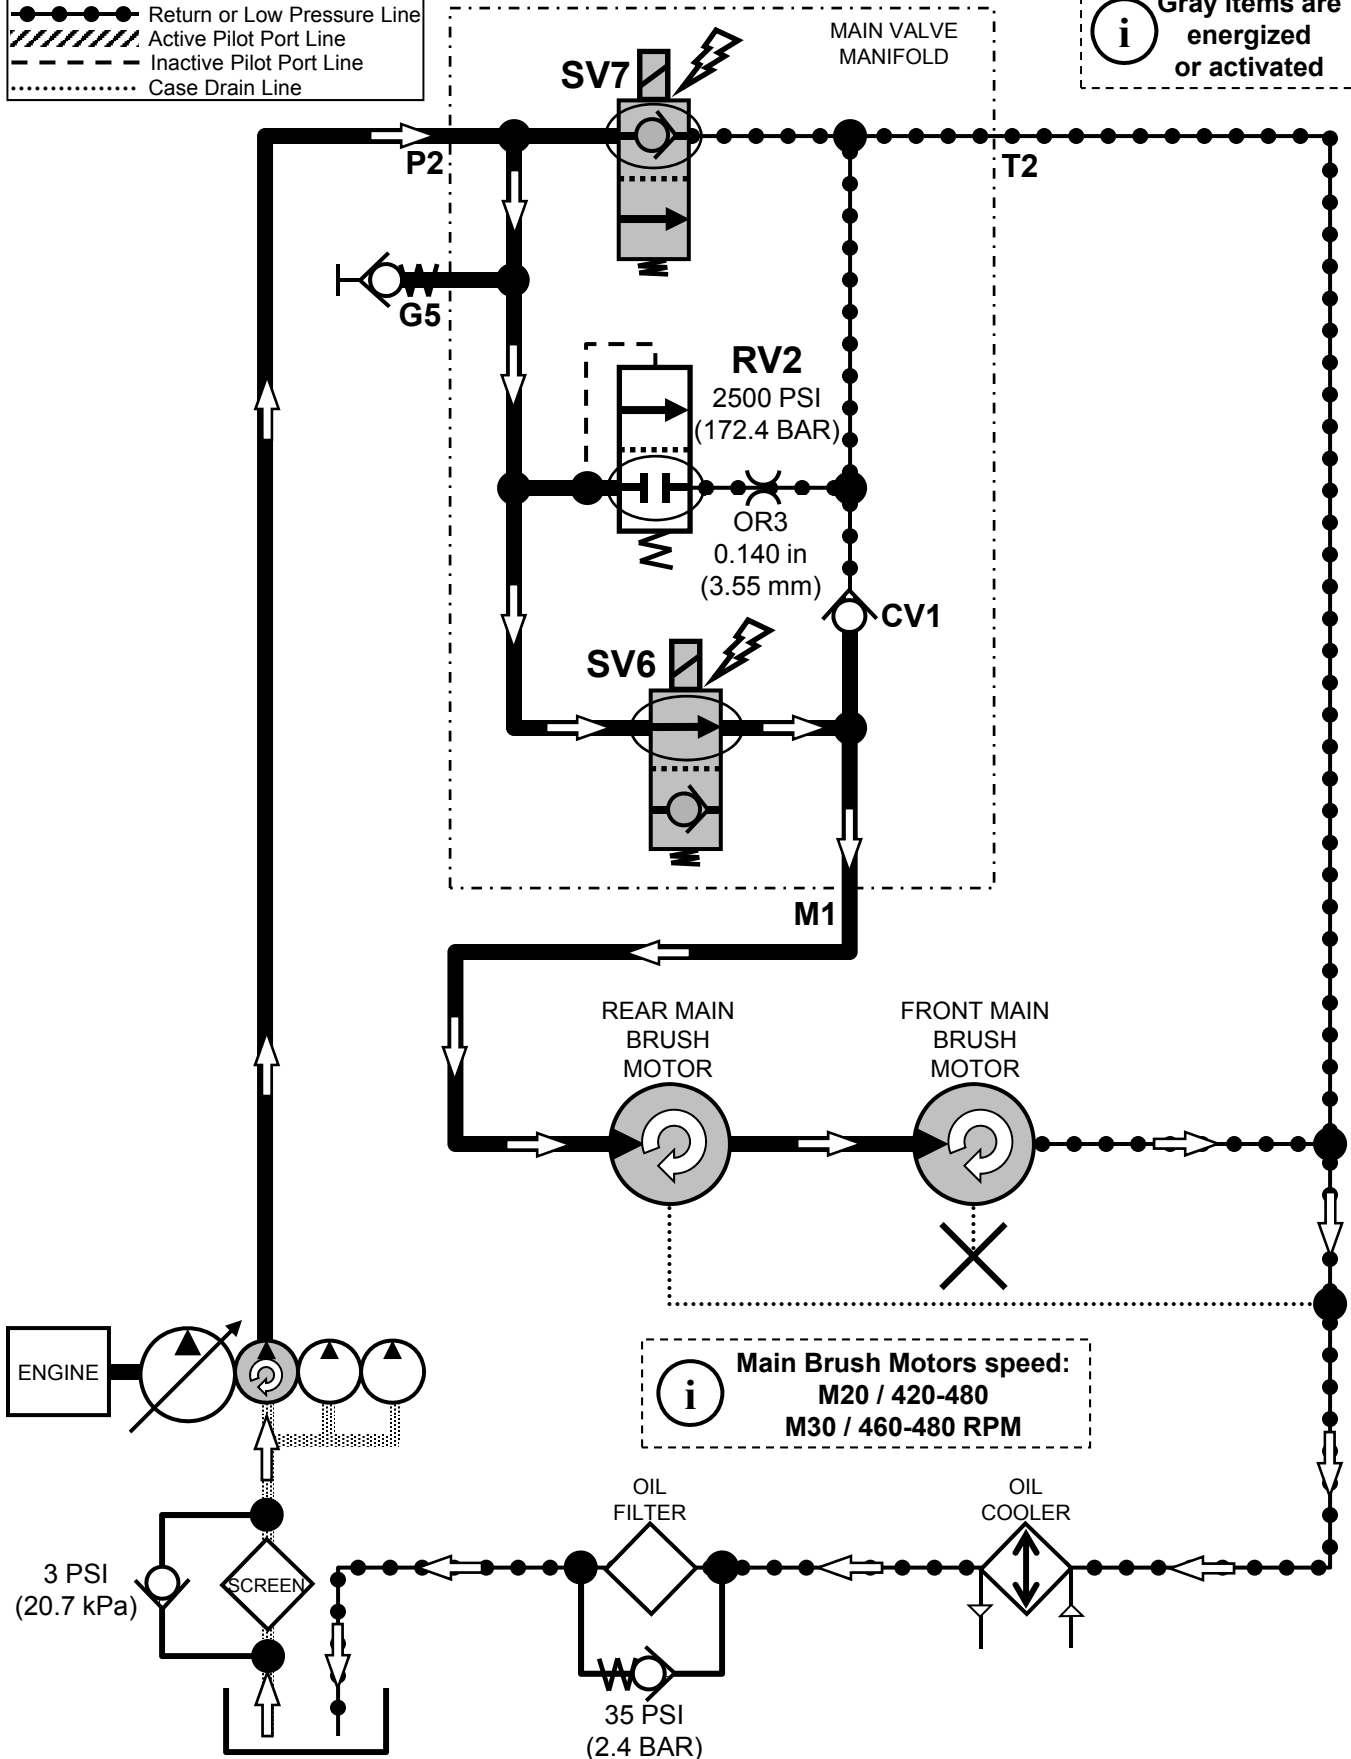 Return or Low Pressure Line
Active Pilot Port Line
Inactive Pilot Port Line
Case Drain Line
MAIN VALVE
MANIFOLD
i
Gray items are
energized
or activated
SV7
P2
T2
G5
RV2
2500 PSI
(172.4 BAR)
OR3
0.140 in
(3.55 mm)
CV1
SV6
M1
REAR MAIN
BRUSH
MOTOR
FRONT MAIN
BRUSH
MOTOR
ENGINE
i
Main Brush Motors speed:
M20 / 420-480
M30 / 460-480 RPM
OIL
FILTER
OIL
COOLER
3 PSI
(20.7 kPa)
SCREEN
35 PSI
(2.4 BAR)